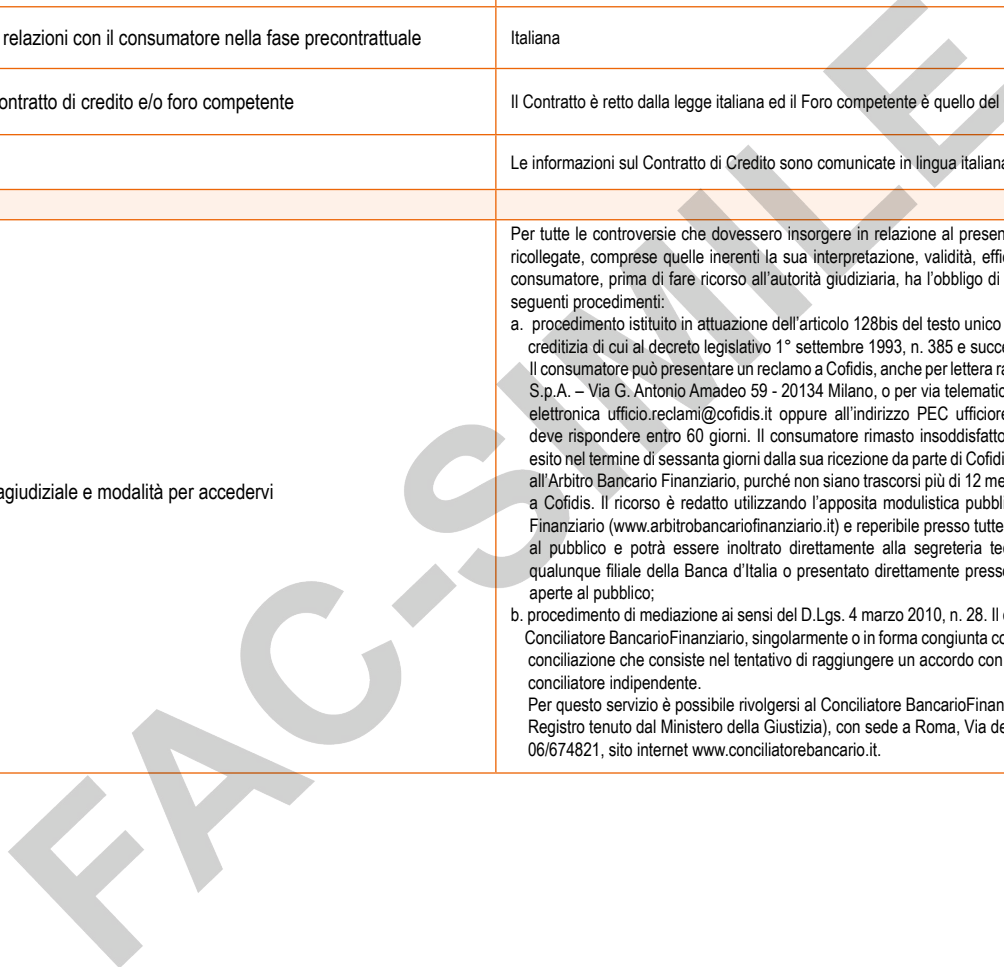 relazioni con il consumatore nella fase precontrattuale
Italiana
ontratto di credito e/o foro competente
Il Contratto è retto dalla legge italiana ed il Foro competente è quello del
Le informazioni sul Contratto di Credito sono comunicate in lingua italiana
agiudiziale e modalità per accedervi
Per tutte le controversie che dovessero insorgere in relazione al presen
ricollegate, comprese quelle inerenti la sua interpretazione, validità, effi
consumatore, prima di fare ricorso all’autorità giudiziaria, ha l’obbligo di
seguenti procedimenti:
a. procedimento istituito in attuazione dell’articolo 128bis del testo unico
creditizia di cui al decreto legislativo 1° settembre 1993, n. 385 e succe
Il consumatore può presentare un reclamo a Cofidis, anche per lettera ra
S.p.A. – Via G. Antonio Amadeo 59 - 20134 Milano, o per via telematic
elettronica ufficio.reclami@cofidis.it oppure all’indirizzo PEC ufficiore
deve rispondere entro 60 giorni. Il consumatore rimasto insoddisfatto
esito nel termine di sessanta giorni dalla sua ricezione da parte di Cofidi
all’Arbitro Bancario Finanziario, purché non siano trascorsi più di 12 me
a Cofidis. Il ricorso è redatto utilizzando l’apposita modulistica pubbli
Finanziario (www.arbitrobancariofinanziario.it) e reperibile presso tutte
al pubblico e potrà essere inoltrato direttamente alla segreteria te
qualunque filiale della Banca d’Italia o presentato direttamente presso
aperte al pubblico;
b. procedimento di mediazione ai sensi del D.Lgs. 4 marzo 2010, n. 28. Il
Conciliatore BancarioFinanziario, singolarmente o in forma congiunta co
conciliazione che consiste nel tentativo di raggiungere un accordo con
conciliatore indipendente.
Per questo servizio è possibile rivolgersi al Conciliatore BancarioFinan
Registro tenuto dal Ministero della Giustizia), con sede a Roma, Via de
06/674821, sito internet www.conciliatorebancario.it.
FAC-SIMILE